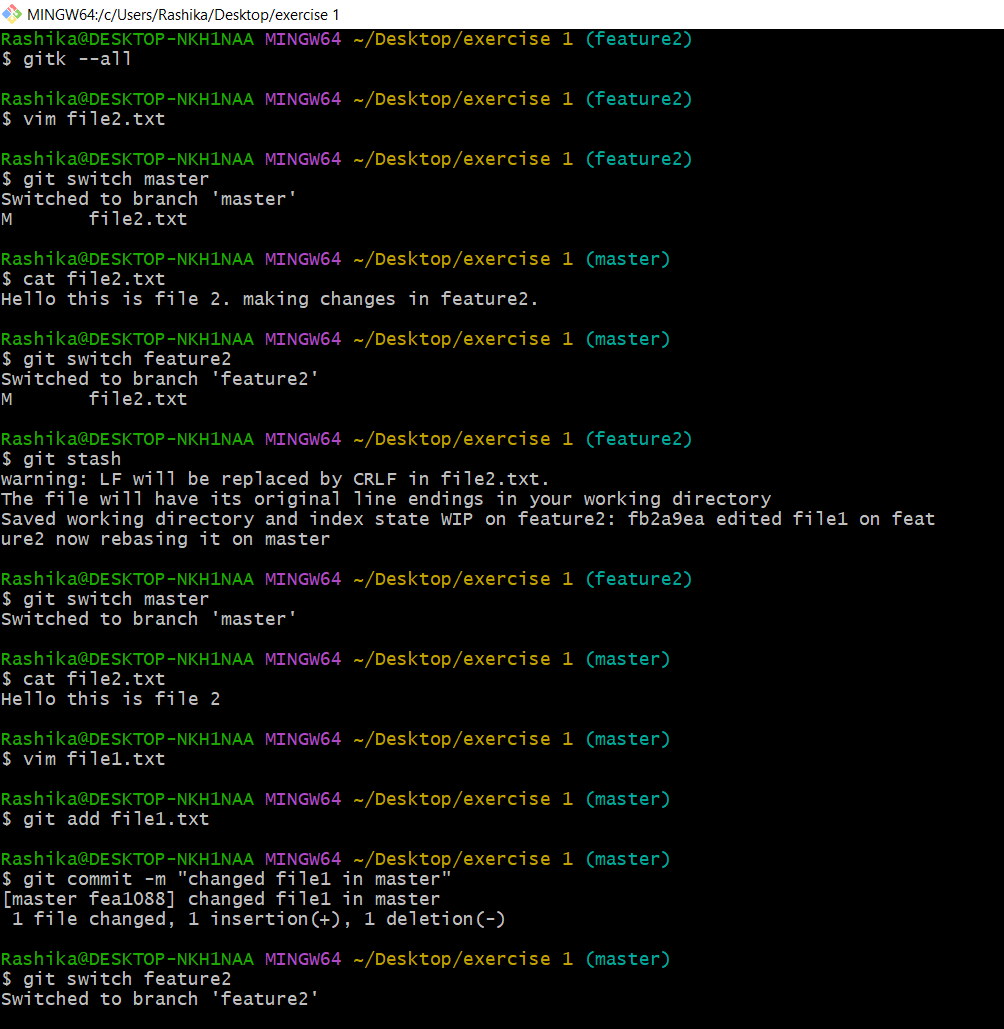 MINGW64:/c/Users/Rashika/Desktop/exercise 1
Rashika@DESKTOP-NKH1NAA MINGW64 ~/Desktop/exercise 1 (feature2)
$ gitk --all
Rashika@DESKTOP-NKH1NAA MINGW64 ~/Desktop/exercise 1 (feature2)
$ vim file2.txt
Rashika@DESKTOP-NKH1NAA MINGW64 ~/Desktop/exercise 1 (feature2)
$ git switch master
Switched to branch 'master'
M       file2.txt
Rashika@DESKTOP-NKH1NAA MINGW64 ~/Desktop/exercise 1 (master)
$ cat file2.txt
Hello this is file 2. making changes in feature2.
Rashika@DESKTOP-NKH1NAA MINGW64 ~/Desktop/exercise 1 (master)
$ git switch feature2
Switched to branch 'feature2'
M       file2.txt
Rashika@DESKTOP-NKH1NAA MINGW64 ~/Desktop/exercise 1 (feature2)
$ git stash
warning: LF will be replaced by CRLF in file2.txt.
The file will have its original line endings in your working directory
Saved working directory and index state WIP on feature2: fb2a9ea edited file1 on feat
ure2 now rebasing it on master
Rashika@DESKTOP-NKH1NAA MINGW64 ~/Desktop/exercise 1 (feature2)
$ git switch master
Switched to branch 'master'
Rashika@DESKTOP-NKH1NAA MINGW64 ~/Desktop/exercise 1 (master)
$ cat file2.txt
Hello this is file 2
Rashika@DESKTOP-NKH1NAA MINGW64 ~/Desktop/exercise 1 (master)
$ vim file1.txt
Rashika@DESKTOP-NKH1NAA MINGW64 ~/Desktop/exercise 1 (master)
$ git add file1.txt
Rashika@DESKTOP-NKH1NAA MINGW64 ~/Desktop/exercise 1 (master)
$ git commit -m "changed file1 in master"
[master fea1088] changed file1 in master
 1 file changed, 1 insertion(+), 1 deletion(-)
Rashika@DESKTOP-NKH1NAA MINGW64 ~/Desktop/exercise 1 (master)
$ git switch feature2
Switched to branch 'feature2'